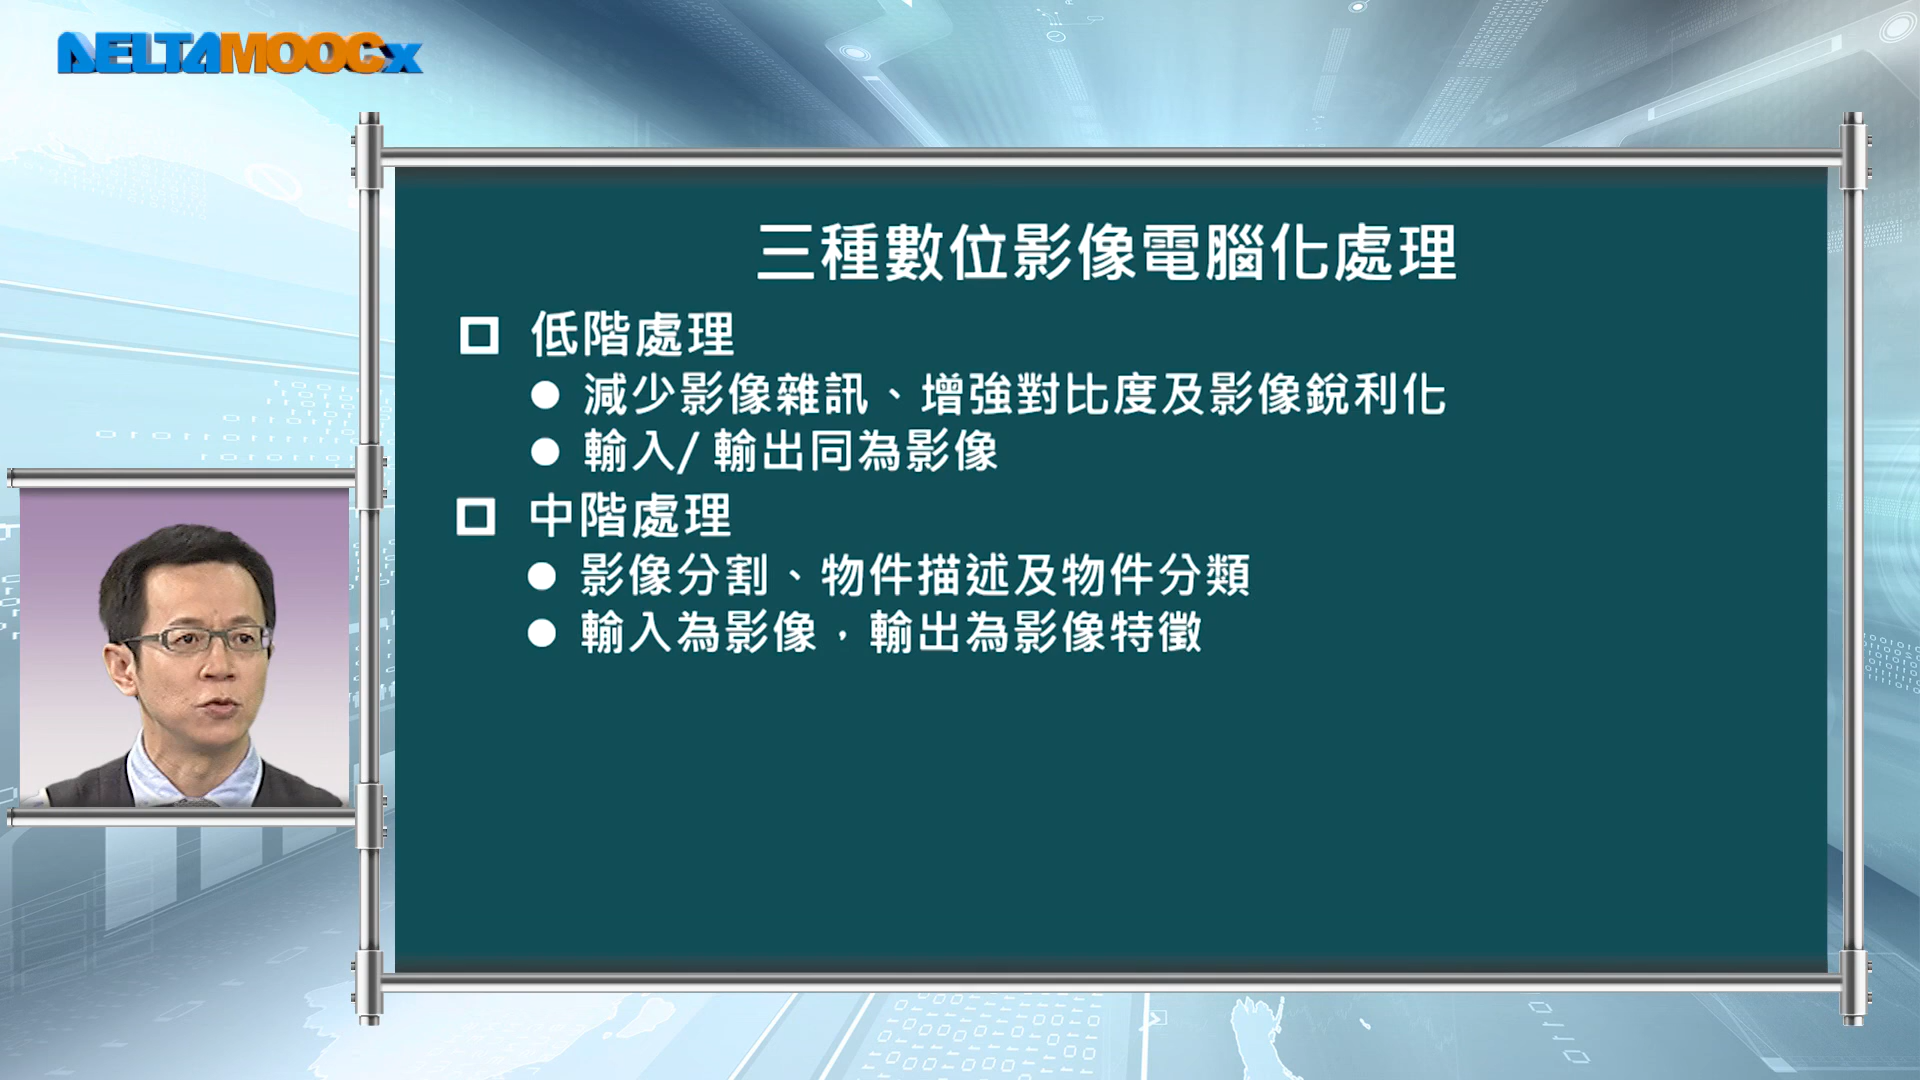 DELTAMOOCx
三種數位影像電腦化處理
低階處理
減少影像雜訊、增強對比度及影像銳利化
輸入/ 輸出同為影像
中階處理
影像分割、物件描述及物件分類
輸入為影像，輸出為影像特徵